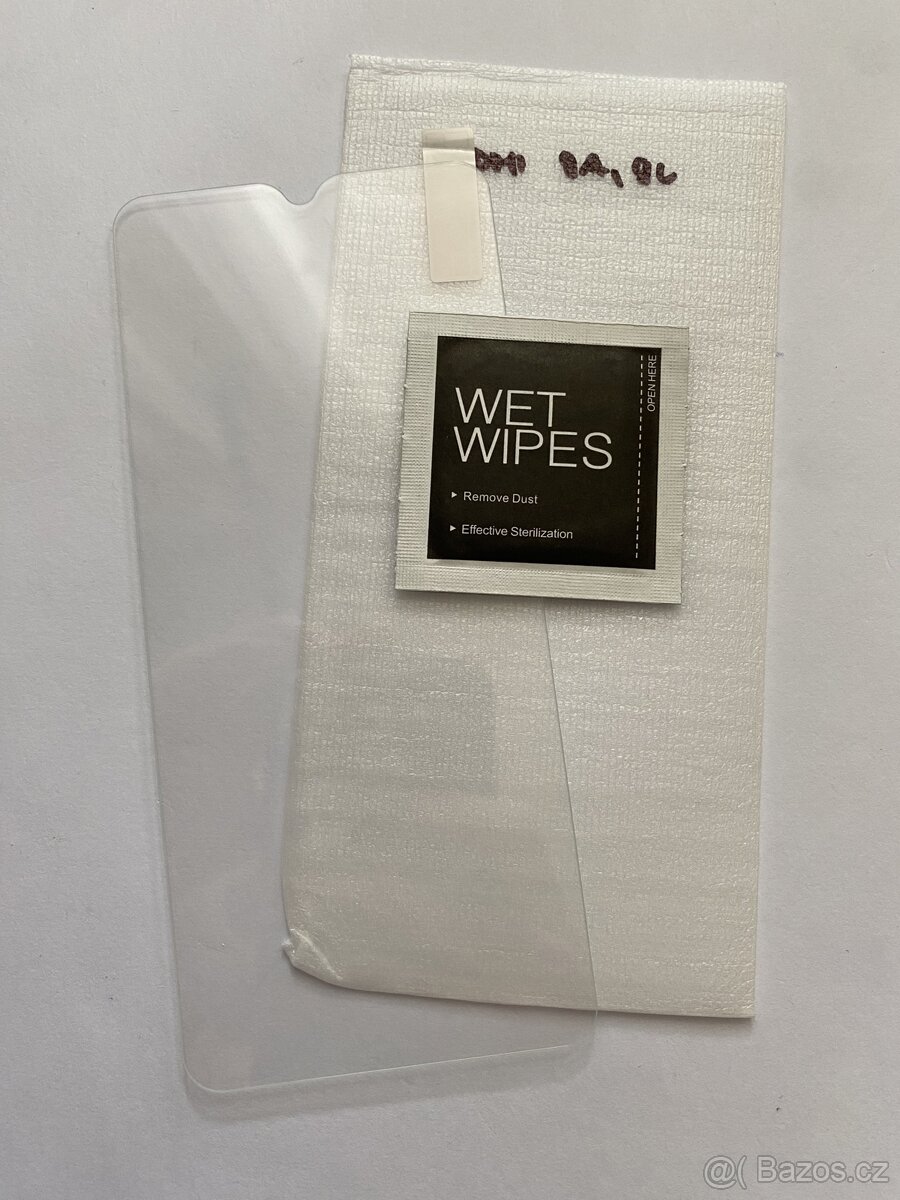 9A, 9C
WET
WIPES
OPEN HERE
Remove Dust
Effective Sterilization
@( Bazos.cz